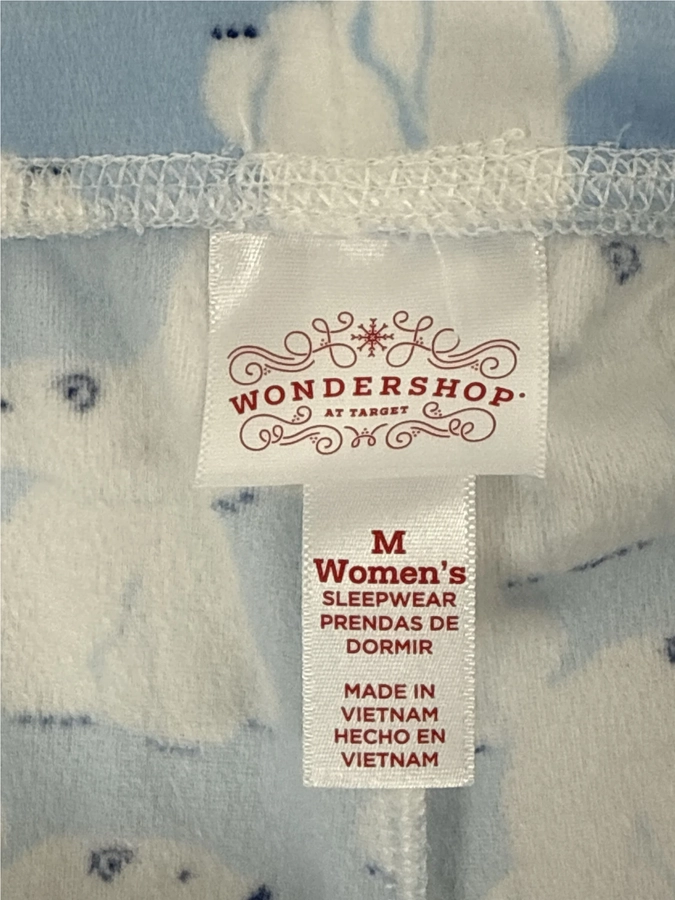 WONDERSHOP
AT TARGET
M
Women's
SLEEPWEAR
PRENDAS DE
DORMIR
MADE IN
VIETNAM
HECHO EN
VIETNAM